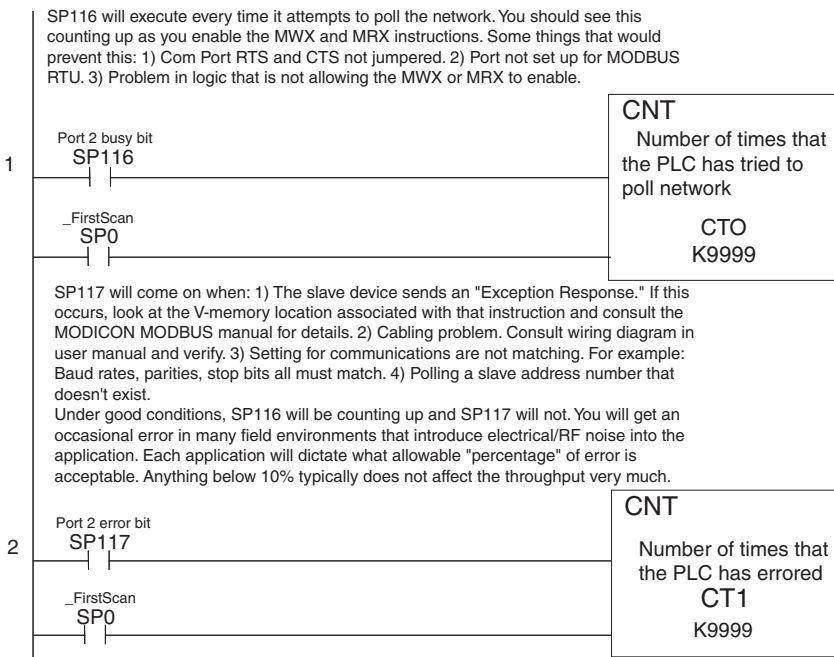 SP116 will execute every time it attempts to poll the network. You should see this
counting up as you enable the MWX and MRX instructions. Some things that would
prevent this: 1) Com Port RTS and CTS not jumpered. 2) Port not set up for MODBUS
RTU. 3) Problem in logic that is not allowing the MWX or MRX to enable.
1
Port 2 busy bit
SP116
_FirstScan
SP0
CNT
Number of times that
the PLC has tried to
poll network
CTO
K9999
SP117 will come on when: 1) The slave device sends an "Exception Response." If this
occurs, look at the V-memory location associated with that instruction and consult the
MODICON MODBUS manual for details. 2) Cabling problem. Consult wiring diagram in
user manual and verify. 3) Setting for communications are not matching. For example:
Baud rates, parities, stop bits all must match. 4) Polling a slave address number that
doesn't exist.
Under good conditions, SP116 will be counting up and SP117 will not. You will get an
occasional error in many field environments that introduce electrical/RF noise into the
application. Each application will dictate what allowable "percentage" of error is
acceptable. Anything below 10% typically does not affect the throughput very much.
2
Port 2 error bit
SP117
_FirstScan
SP0
CNT
Number of times that
the PLC has errored
CT1
K9999